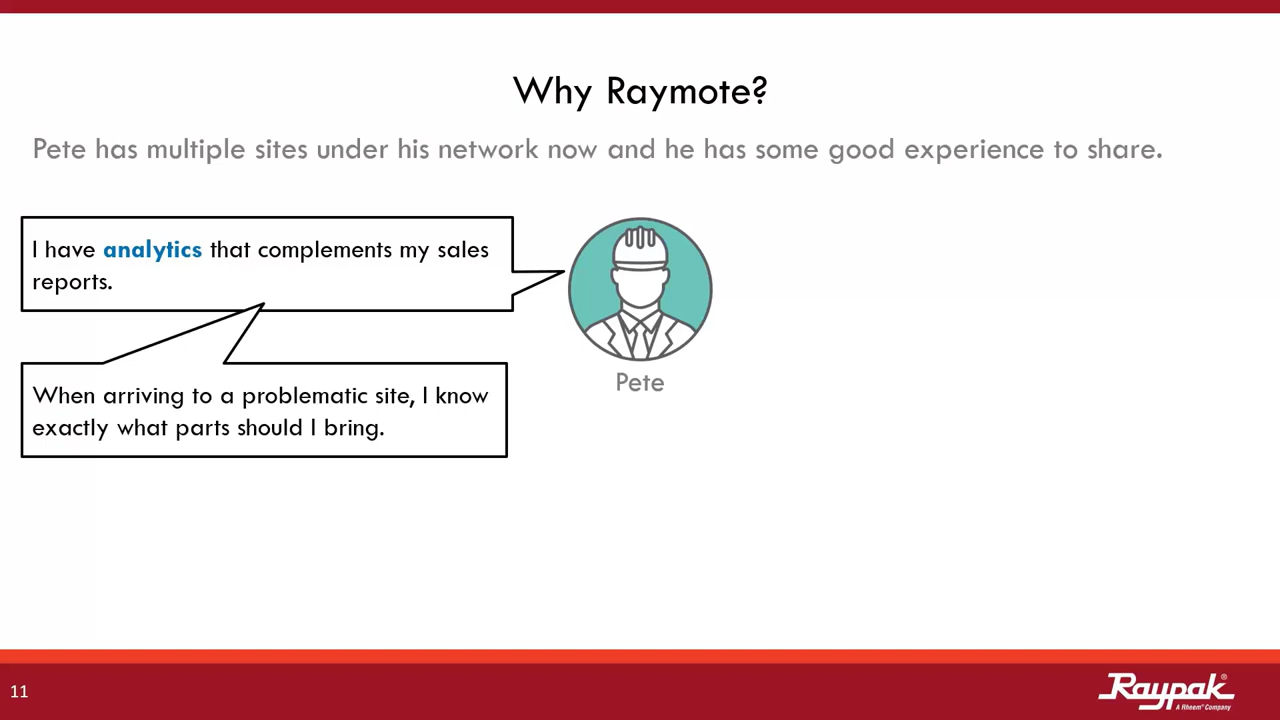 Why Raymote?
Pete has multiple sites under his network now and he has some good experience to share.
I have analytics that complements my sales
reports.
When arriving to a problematic site, I know
exactly what parts should I bring.
Pete
11
Raypak®
A Rheem® Company